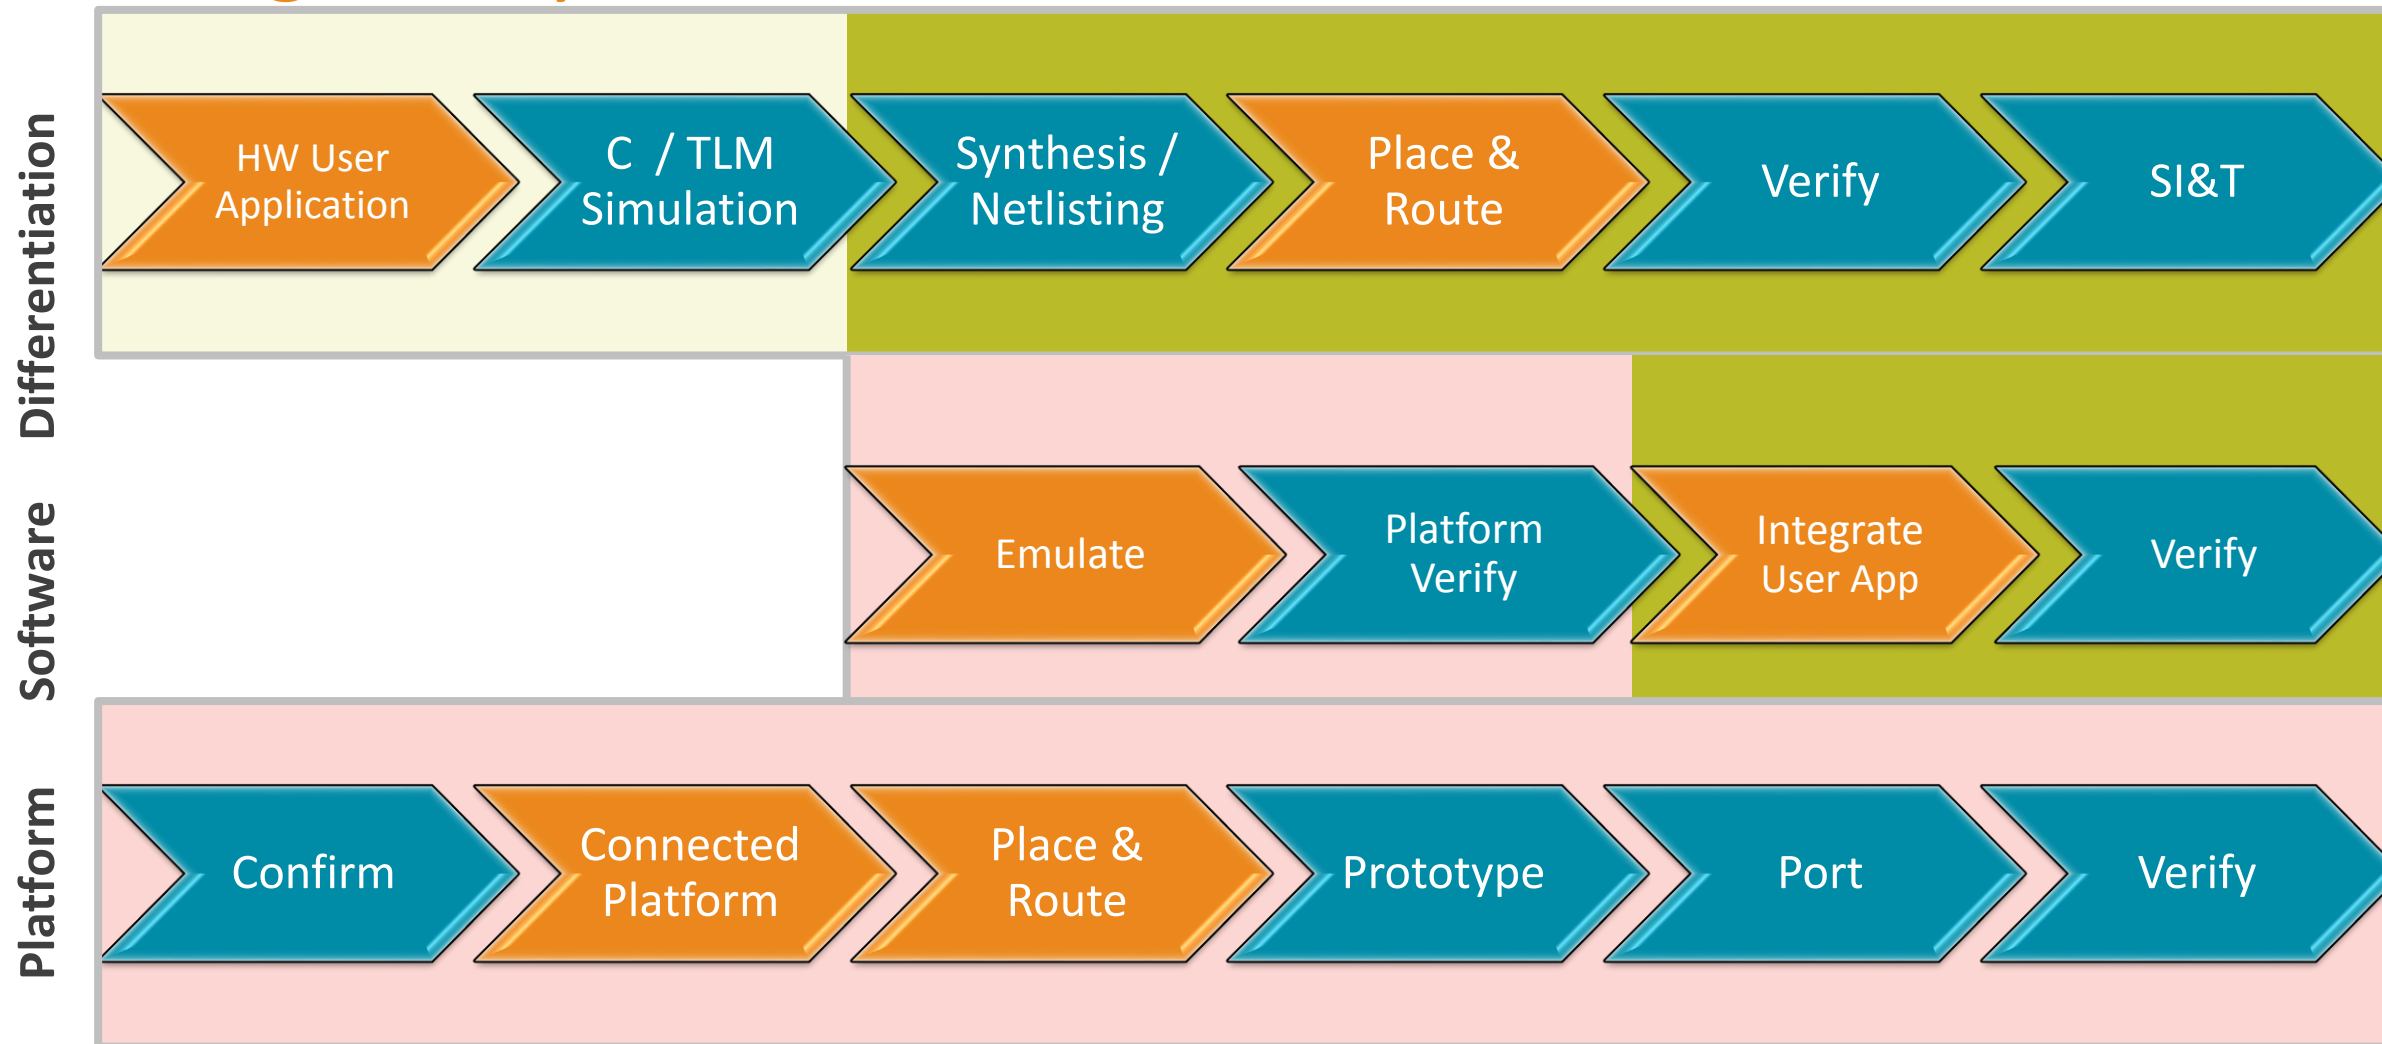 Differentiation
HW User
Application
C / TLM
Simulation
Synthesis /
Netlisting
Place &
Route
Verify
SI&T
Software
Emulate
Platform
Verify
Integrate
User App
Verify
Platform
Confirm
Connected
Platform
Place &
Route
Prototype
Port
Verify